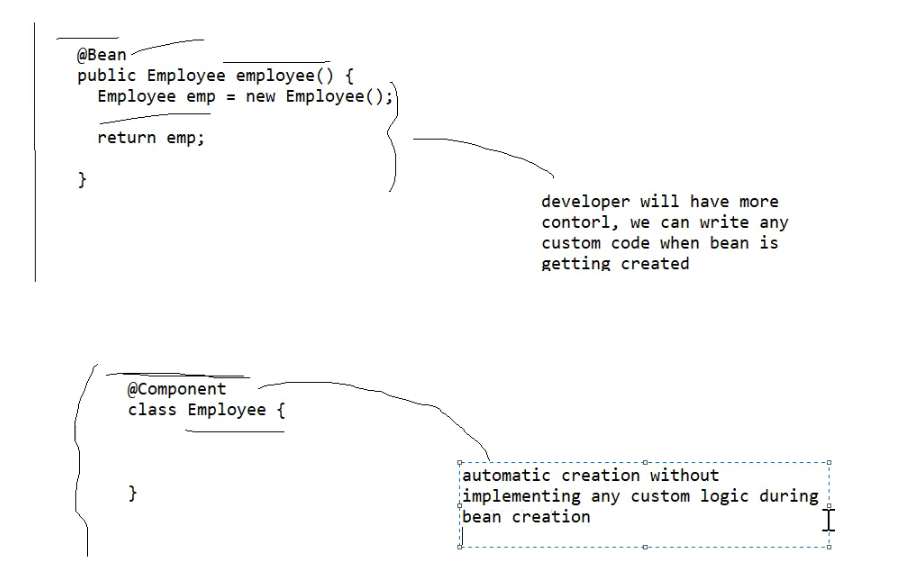 @Bean
public Employee employee() {
Employee emp = new Employee();
return emp;
}
developer will have more
contorl, we can write any
custom code when bean is
getting created
@Component
class Employee {
}
automatic creation without
implementing any custom logic during
bean creation